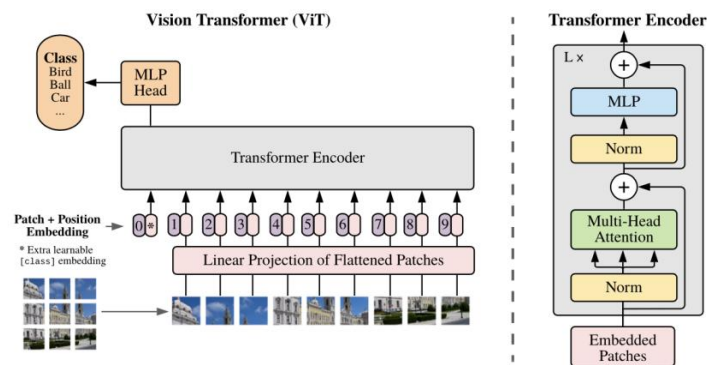 Vision Transformer (ViT)
Class
Bird
Ball
Car
...
MLP
Head
Transformer Encoder
Patch + Position
Embedding
* Extra learnable
[class] embedding
0 * 1 2 3 4 5 6 7 8 9
Linear Projection of Flattened Patches
Transformer Encoder
L ×
+
MLP
Norm
+
Multi-Head
Attention
Norm
Embedded
Patches